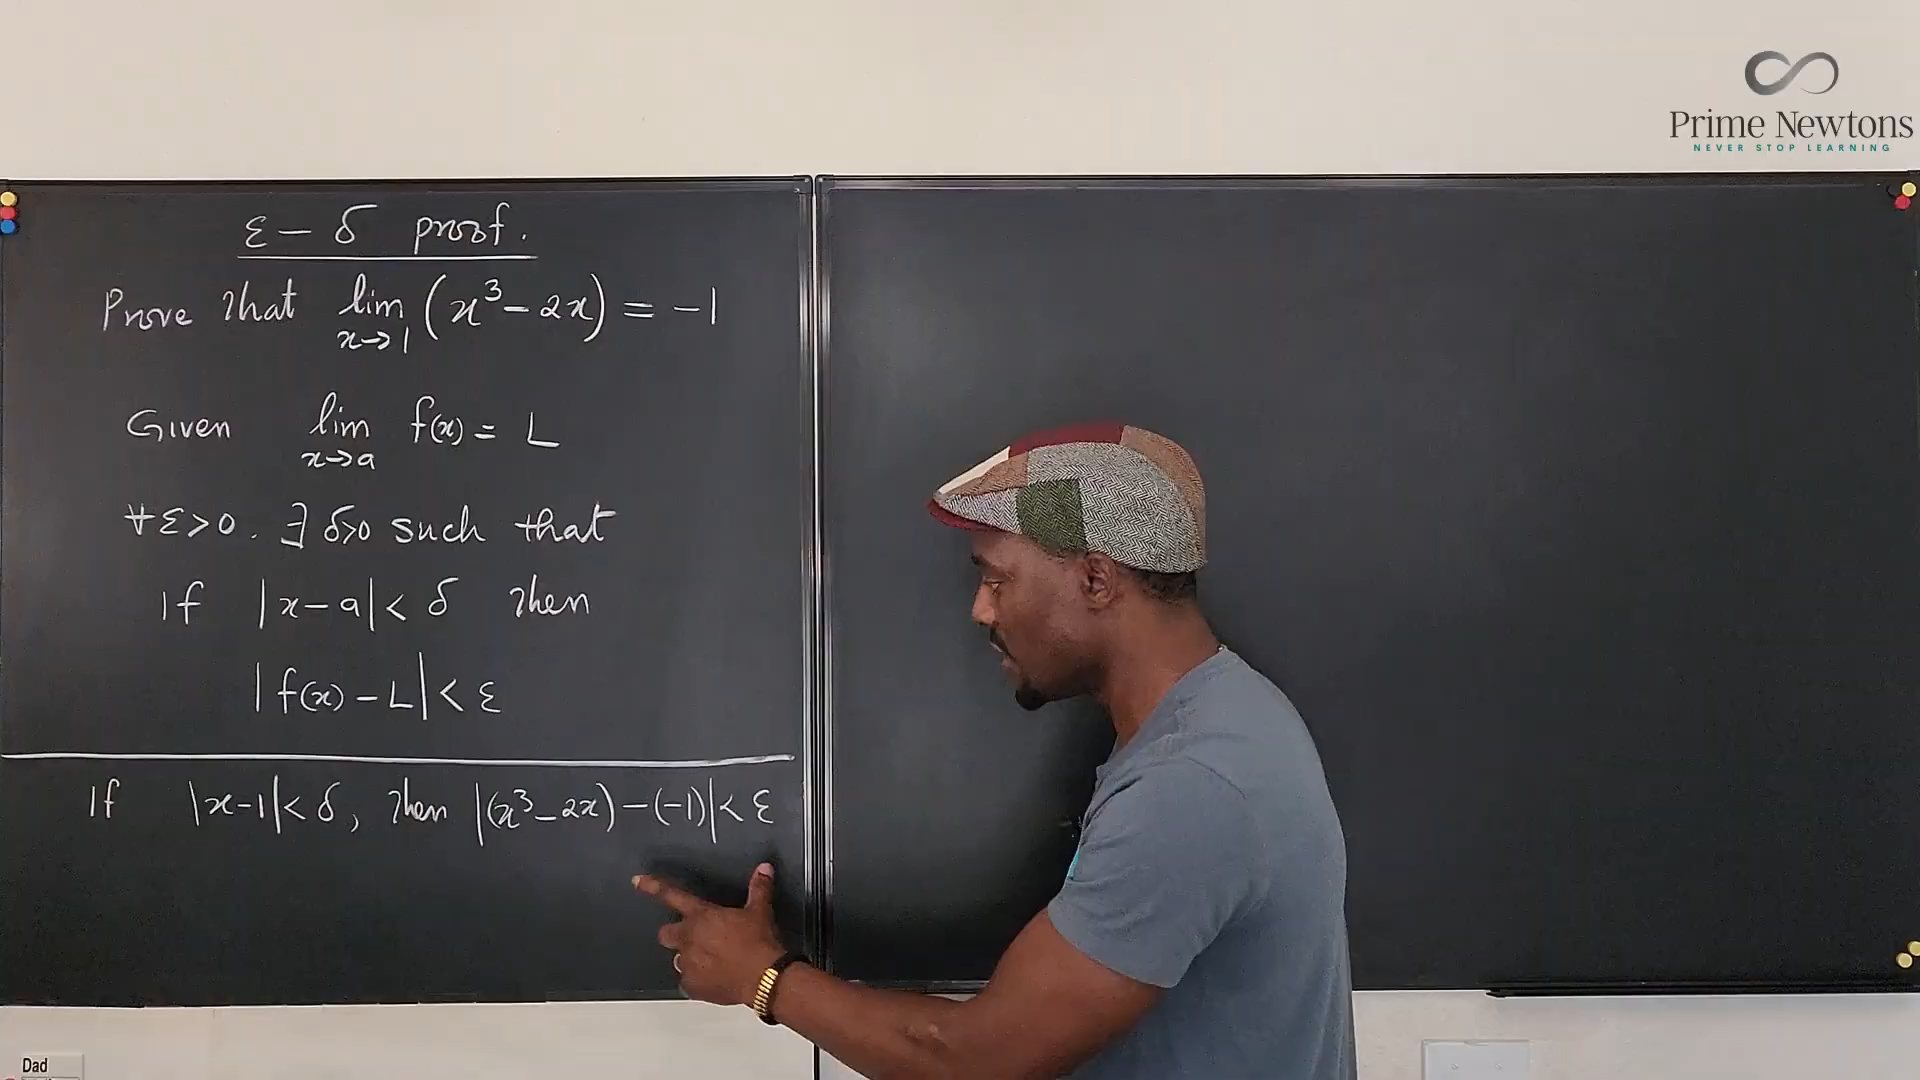 Prime Newtons
NEVER STOP LEARNING
ε – δ proof.
Prove that lim x→1 (x³ – 2x) = –1
Given lim x→a f(x) = L
∀ε>0. ∃ δ>0 such that
If |x – a| < δ then
|f(x) – L| < ε
If |x–1| < δ, then |(x³ – 2x) – (–1)| < ε
Dad